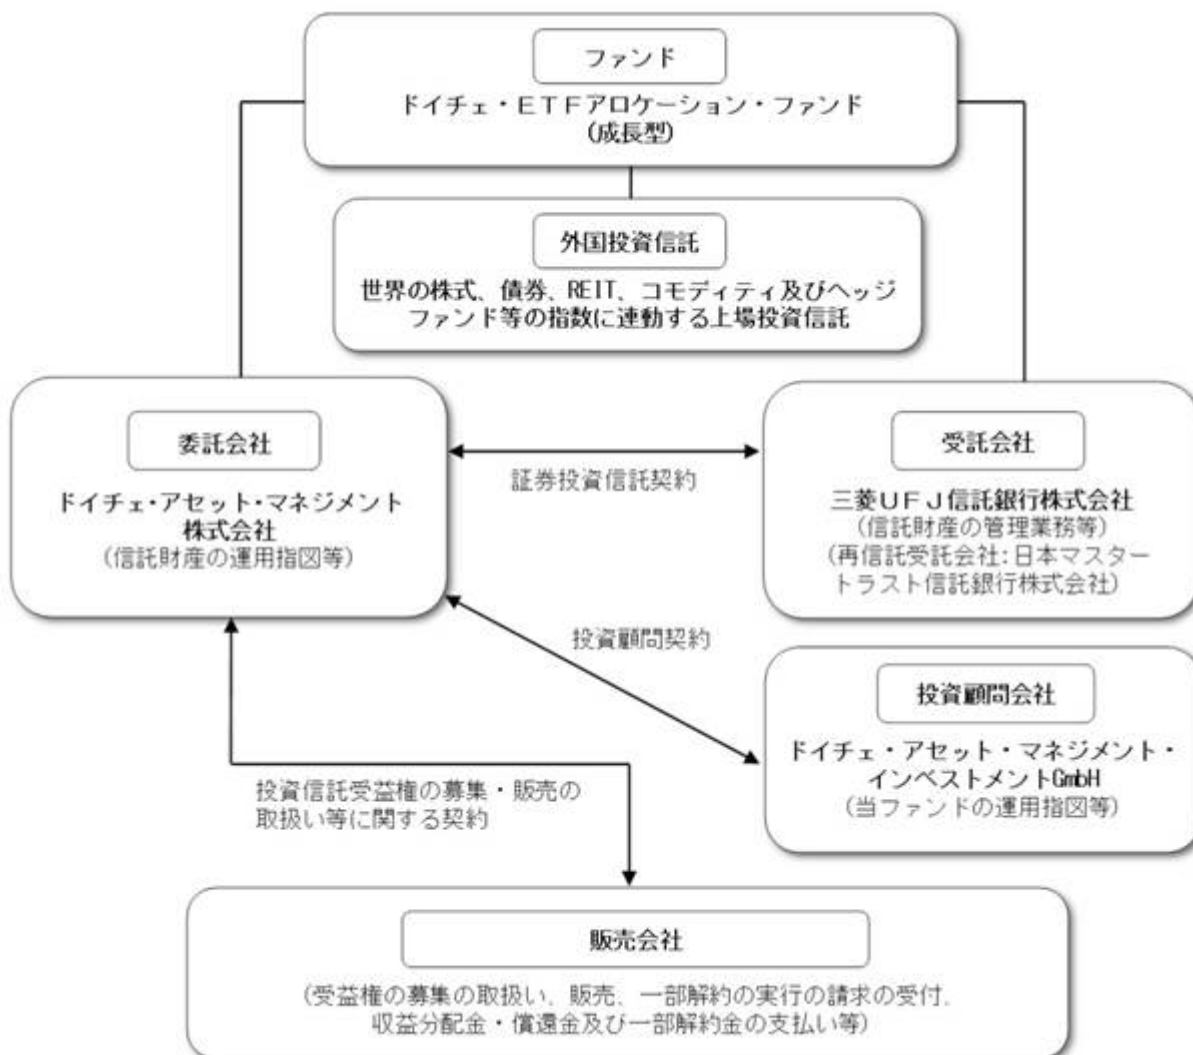 ファンド
ドイチェ・ETFアロケーション・ファンド
(成長型)
外国投資信託
世界の株式、債券、REIT、コモディティ及びヘッジ
ファンド等の指数に連動する上場投資信託
委託会社
ドイチェ・アセット・マネジメント
株式会社
(信託財産の運用指図等)
証券投資信託契約
受託会社
三菱UFJ信託銀行株式会社
(信託財産の管理業務等)
(再信託受託会社:日本マスター
トラスト信託銀行株式会社)
投資顧問契約
投資顧問会社
ドイチェ・アセット・マネジメント・
インベストメントGmbH
(当ファンドの運用指図等)
投資信託受益権の募集・販売の
取扱い等に関する契約
販売会社
(受益権の募集の取扱い、販売、一部解約の実行の請求の受付、
収益分配金・償還金及び一部解約金の支払い等)